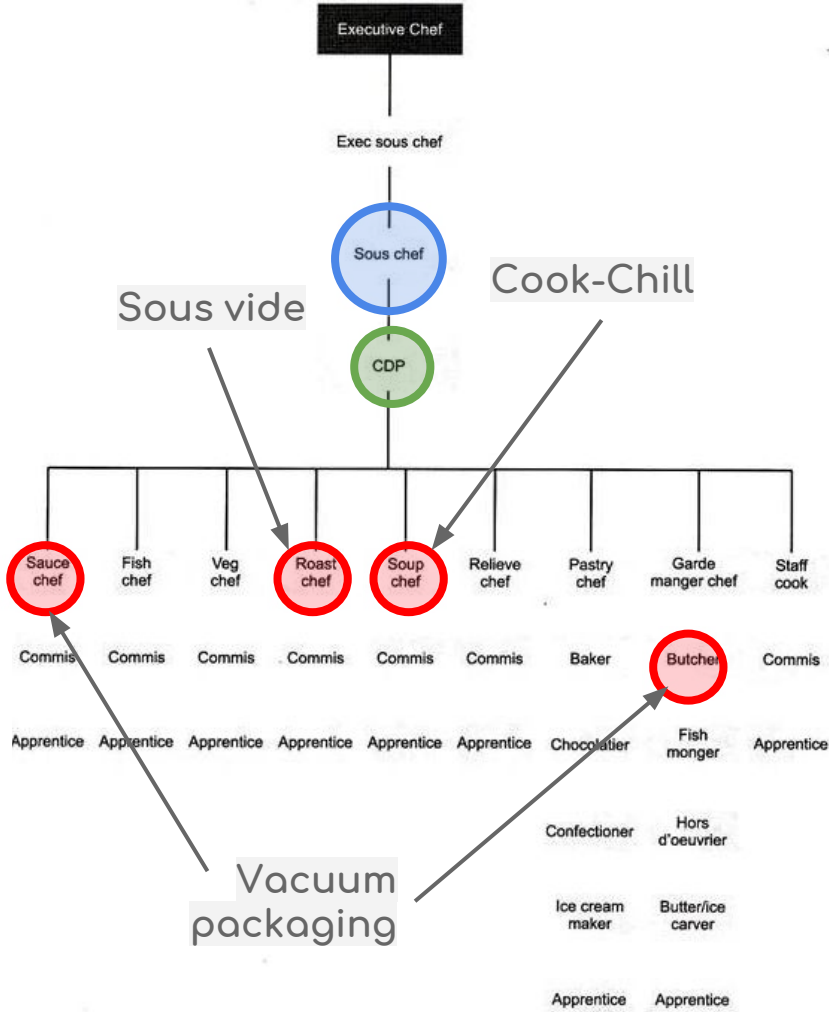 Executive Chef
Exec sous chef
Sous chef
Cook-Chill
Sous vide
CDP
Sauce
chef
Fish
chef
Veg
chef
Roast
chef
Soup
chef
Relieve
chef
Pastry
chef
Garde
manger chef
Staff
cook
Commis
Commis
Commis
Commis
Commis
Commis
Baker
Butcher
Commis
Apprentice
Apprentice
Apprentice
Apprentice
Apprentice
Apprentice
Chocolatier
Fish
monger
Apprentice
Confectioner
Hors
d'oeuvrier
Vacuum
packaging
Ice cream
maker
Butter/ice
carver
Apprentice
Apprentice